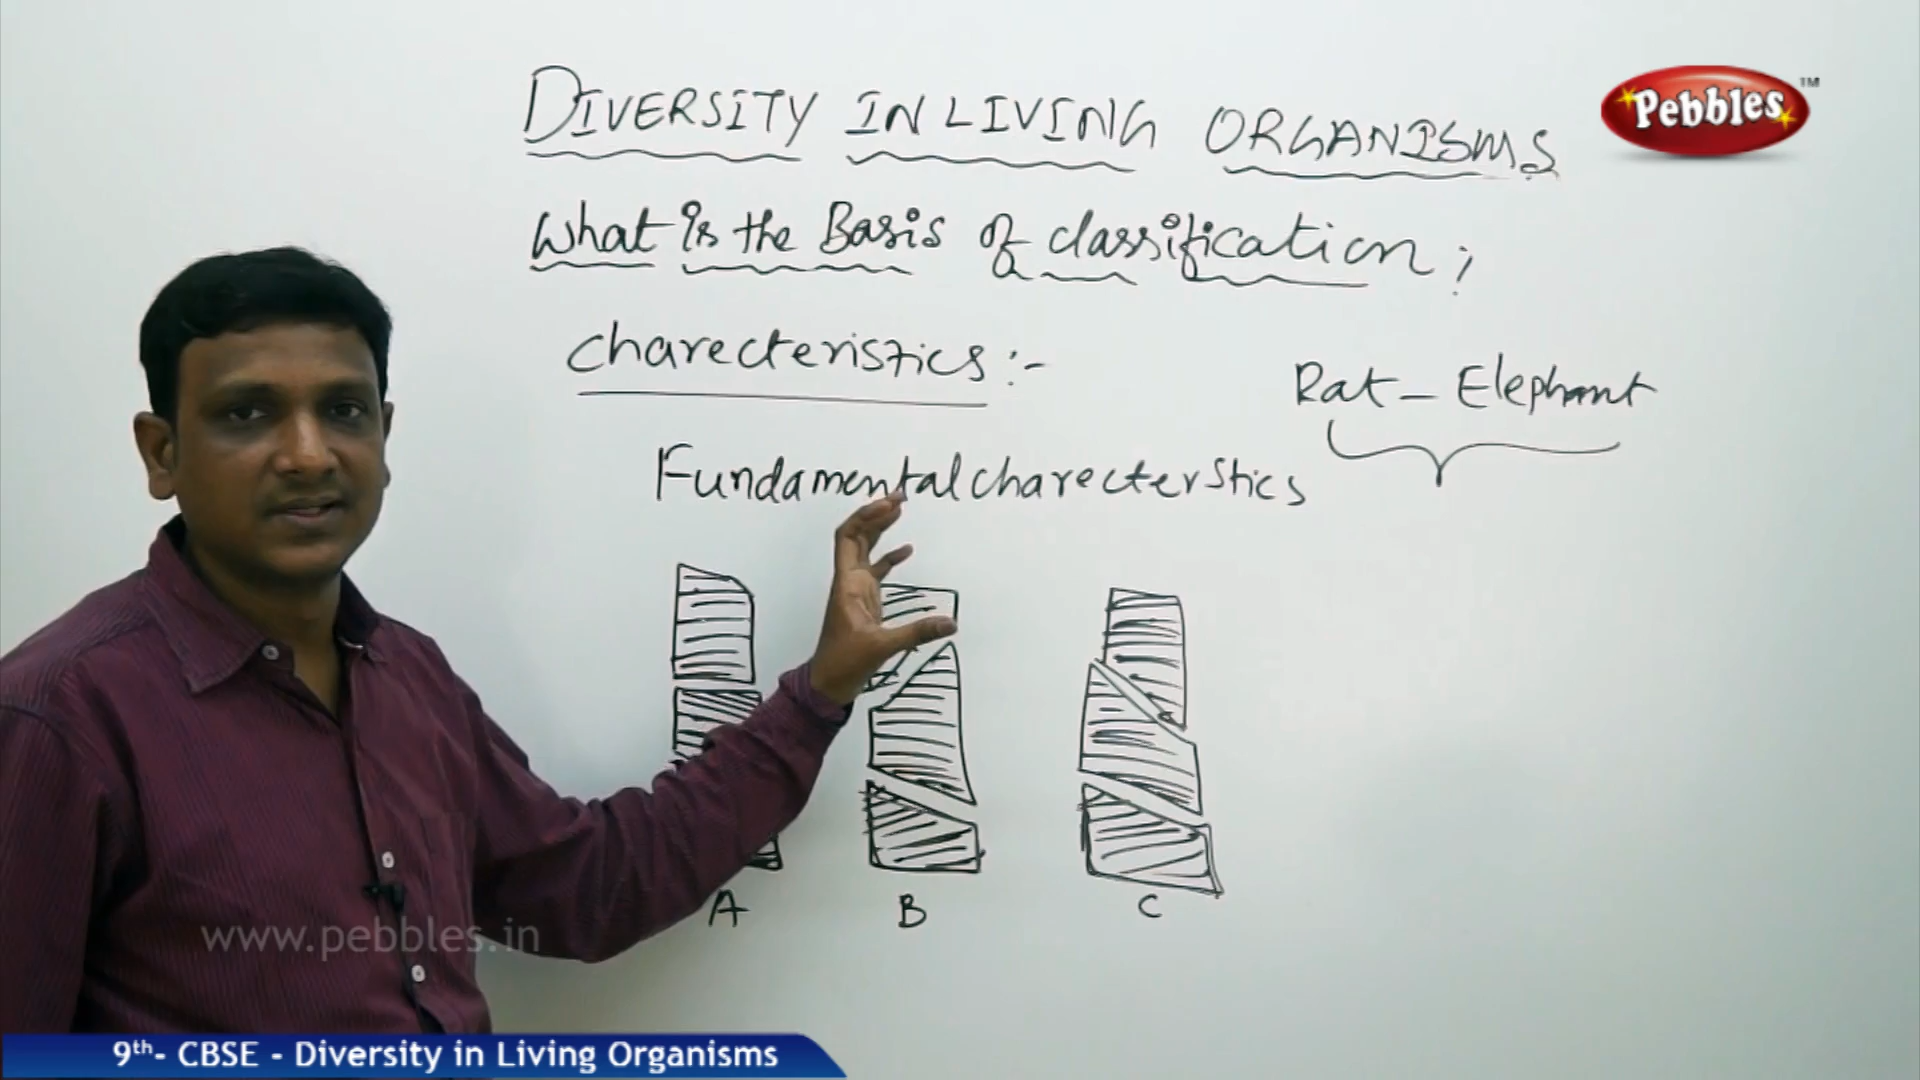 DIVERSITY IN LIVING ORGANISMS
Pebbles TM
What is the Basis of classification;
charecteristics:-
Rat - Elephant
Fundamental charecterstics
A B C
www.pebbles.in
9th- CBSE - Diversity in Living Organisms